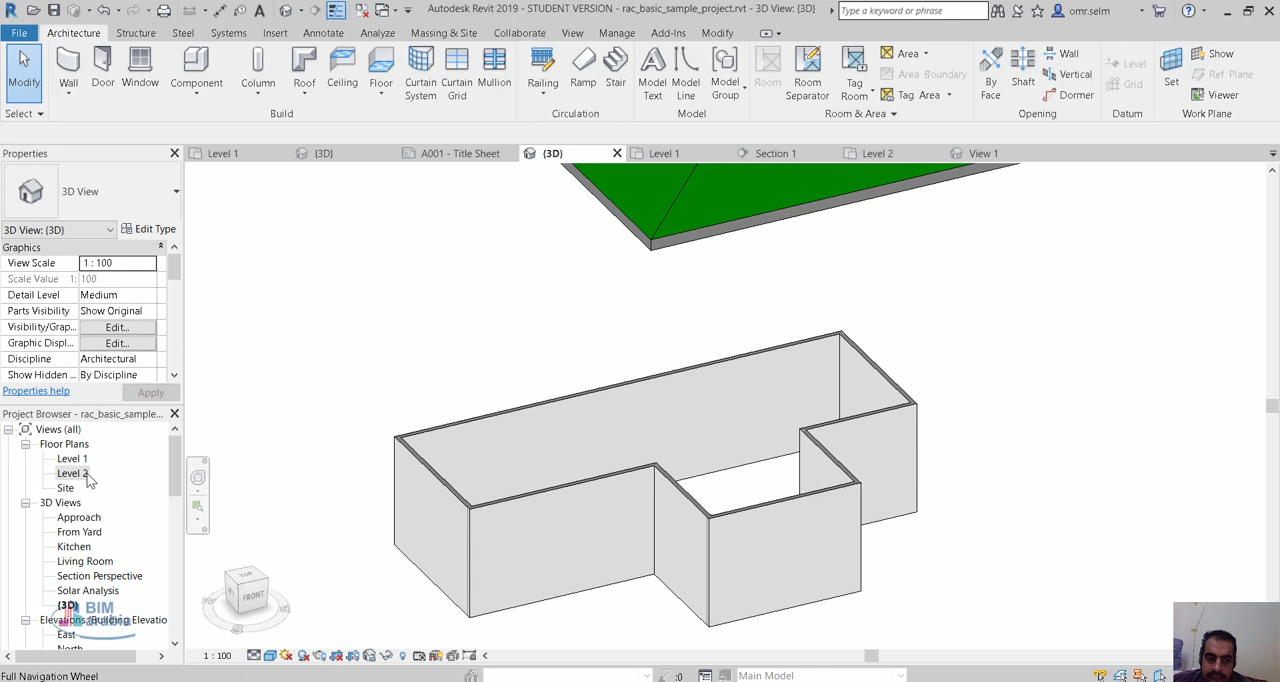 Autodesk Revit 2019 - STUDENT VERSION - rac_basic_sample_project.rvt - 3D View: {3D}
Type a keyword or phrase
omr.selm
File
Architecture
Structure
Steel
Systems
Insert
Annotate
Analyze
Massing & Site
Collaborate
View
Manage
Add-Ins
Modify
Modify
Wall
Door
Window
Component
Column
Roof
Ceiling
Floor
Curtain System
Curtain Grid
Mullion
Railing
Ramp
Stair
Model Text
Model Line
Model Group
Room
Room Separator
Tag Room
Area
Area Boundary
Tag Area
By Face
Shaft
Wall
Vertical
Dormer
Level
Grid
Set
Show
Ref Plane
Viewer
Select
Build
Circulation
Model
Room & Area
Opening
Datum
Work Plane
Properties
Level 1
{3D}
A001 - Title Sheet
{3D}
Level 1
Section 1
Level 2
View 1
3D View
3D View: {3D}
Edit Type
Graphics
View Scale
1 : 100
Scale Value 1:
100
Detail Level
Medium
Parts Visibility
Show Original
Visibility/Grap...
Edit...
Graphic Displ...
Edit...
Discipline
Architectural
Show Hidden
By Discipline
Properties help
Apply
Project Browser - rac_basic_sample...
Views (all)
Floor Plans
Level 1
Level 2
Site
3D Views
Approach
From Yard
Kitchen
Living Room
Section Perspective
Solar Analysis
{3D}
BIM
Elevations (Building Elevatio
East
TOP
FRONT
1 : 100
Full Navigation Wheel
:0
Main Model